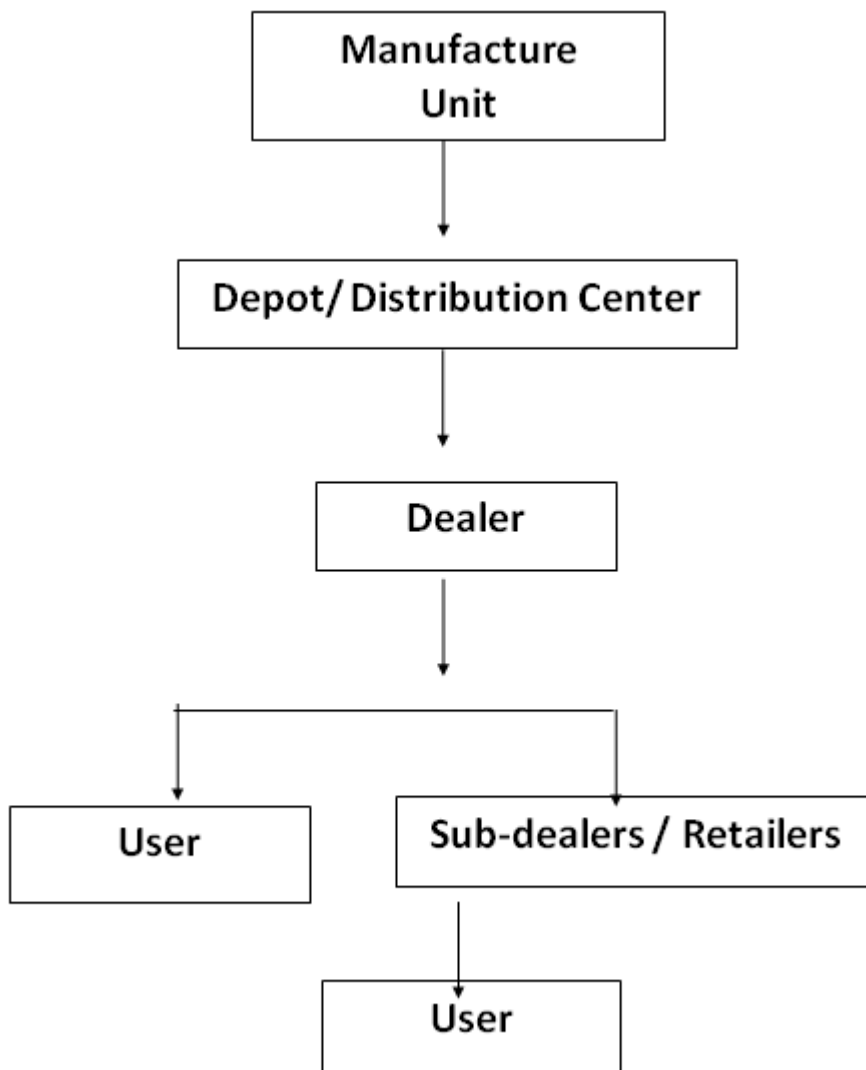 Manufacture
Unit
Depot/ Distribution Center
Dealer
User
Sub-dealers / Retailers
User